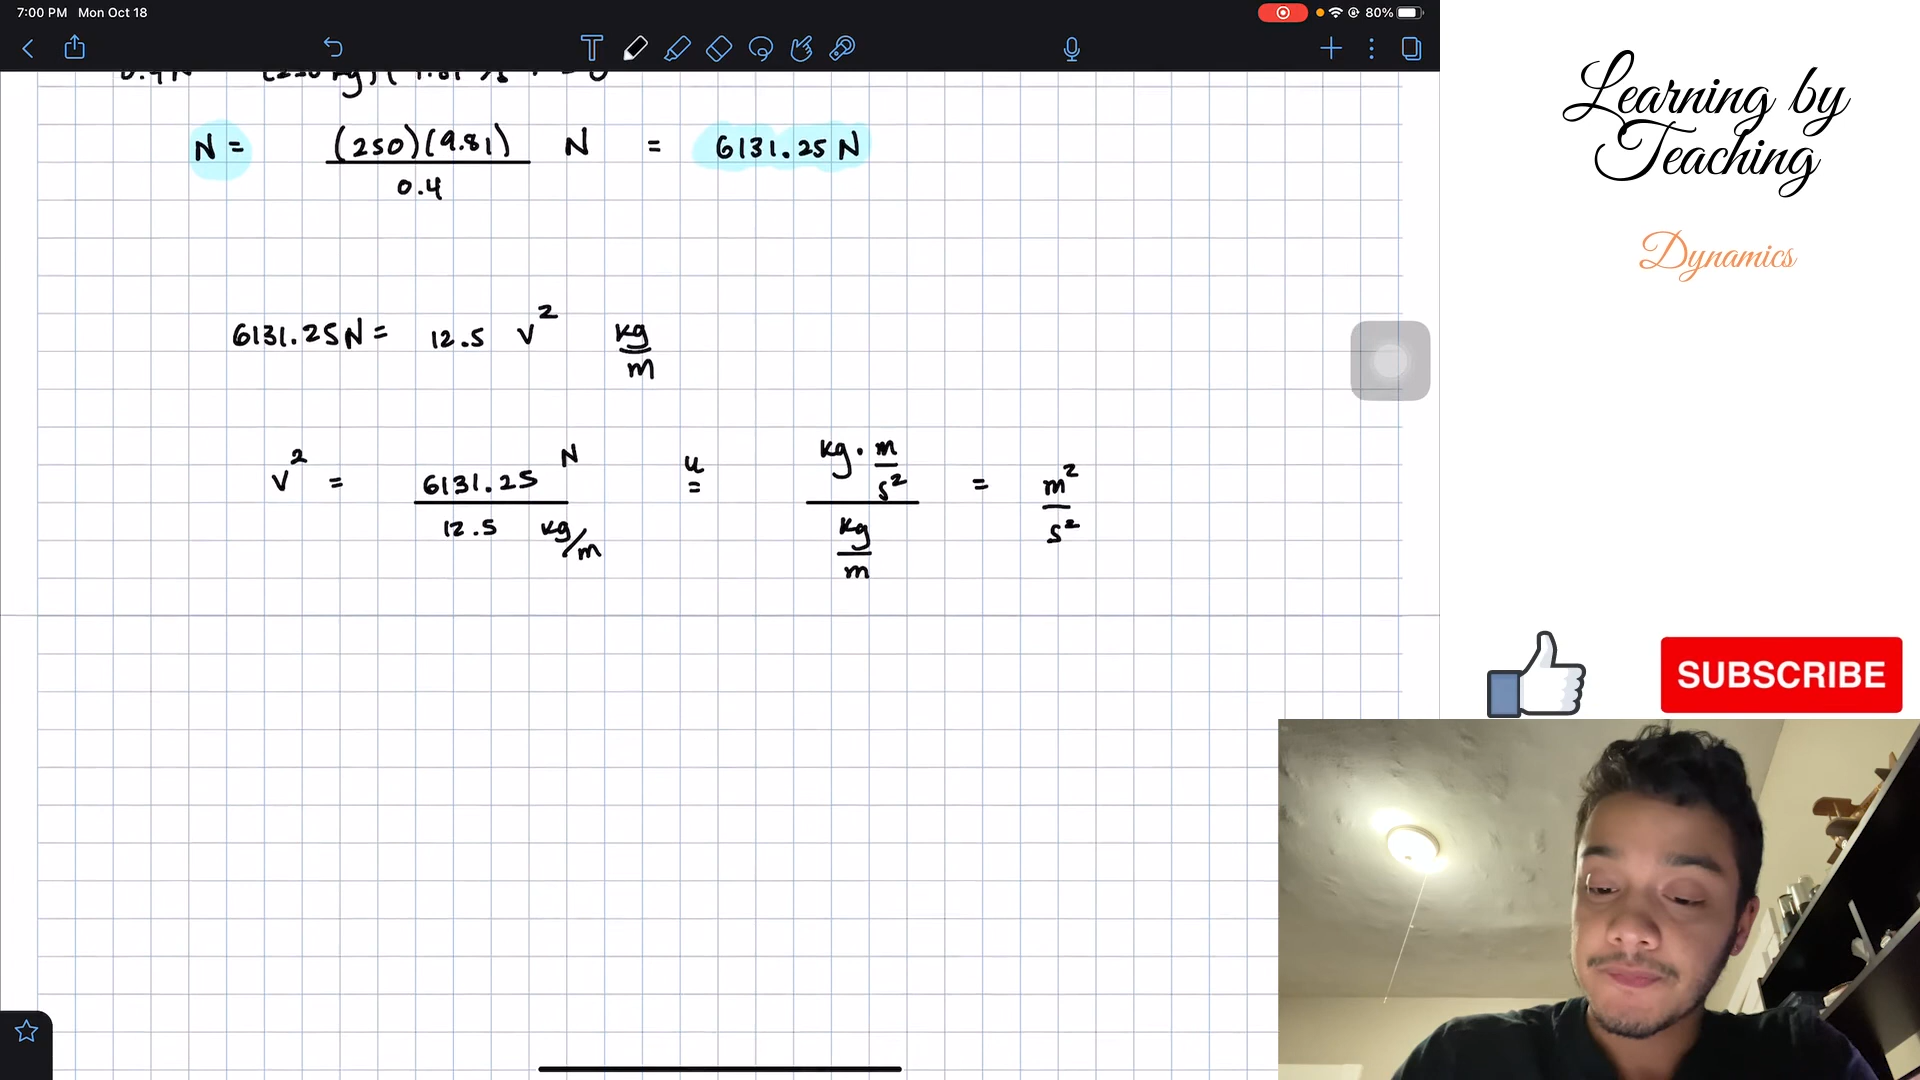 7:00 PM Mon Oct 18
80%
N = (250)(9.81) N = 6131.25 N
0.4
6131.25 N = 12.5 v² kg
m
v² = 6131.25 N u= kg · m = m²
s² s²
12.5 kg/m kg
m
Learning by
Teaching
Dynamics
SUBSCRIBE